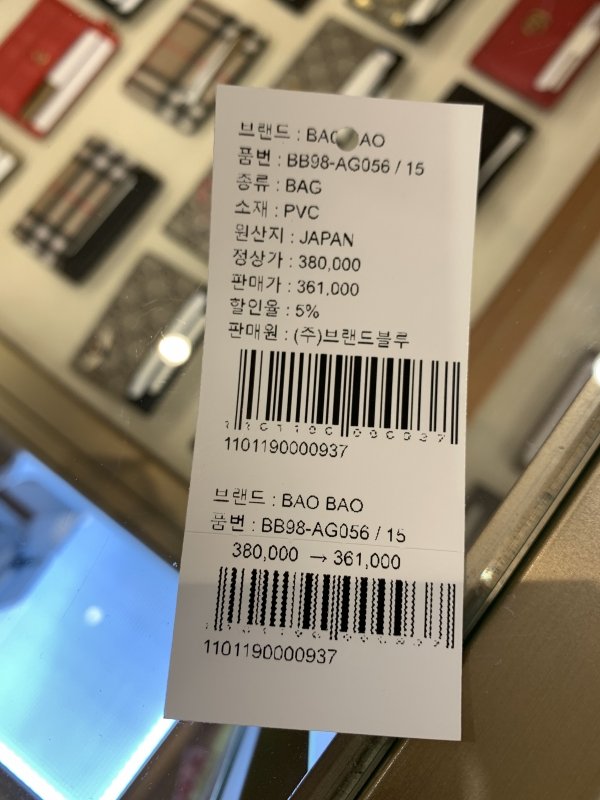 브랜드 : BAO BAO
품번 : BB98-AG056 / 15
종류 : BAG
소재 : PVC
원산지 : JAPAN
정상가 : 380,000
판매가 : 361,000
할인율 : 5%
판매원 : (주)브랜드블루
1101190000937
브랜드 : BAO BAO
품번 : BB98-AG056 / 15
380,000 → 361,000
1101190000937